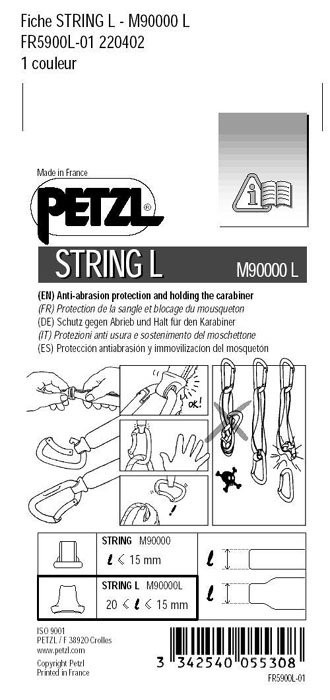 Fiche STRING L - M90000 L
FR5900L-01 220402
1 couleur
Made in France
PETZL®
STRING L M90000 L
(EN) Anti-abrasion protection and holding the carabiner
(FR) Protection de la sangle et blocage du mousqueton
(DE) Schutz gegen Abrieb und Halt für den Karabiner
(IT) Protezioni anti usura e sostenimento del moschettone
(ES) Protección antiabrasión y immovilizacion del mosqueton
OK!
!
STRING M90000
ℓ < 15 mm
STRING L M90000L
20 < ℓ < 15 mm
ℓ
ℓ
ISO 9001
PETZL / F 38920 Crolles
www.petzl.com
Copyright Petzl
Printed in France
3 342540 055308
FR5900L-01